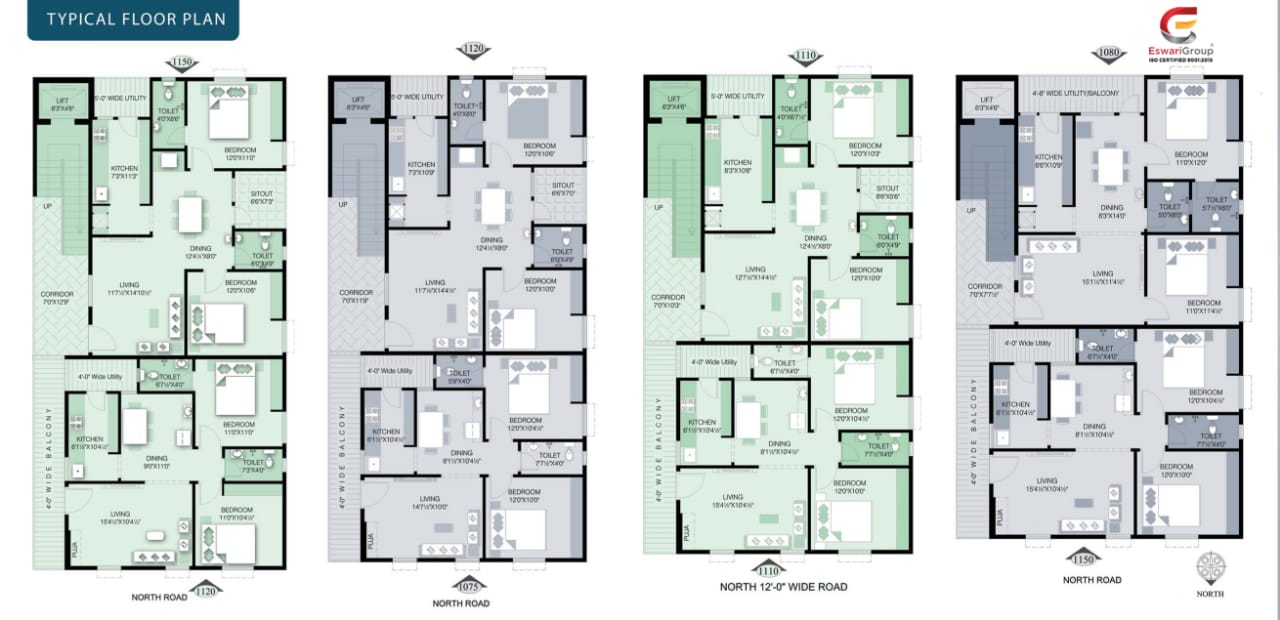 TYPICAL FLOOR PLAN
EswariGroup
ISO CERTIFIED 9001:2015
1150
LIFT
6'3"X4'6"
5'-0" WIDE UTILITY
TOILET
4'0"X8'6"
BEDROOM
12'0"X11'0"
KITCHEN
7'3"X11'3"
SITOUT
6'6"X7'3"
UP
DINING
12'4½"X8'0"
TOILET
6'0"X4'9"
CORRIDOR
7'0"X12'9"
LIVING
11'7½"X14'10½"
BEDROOM
12'0"X10'6"
4'-0" Wide Utility
TOILET
6'7½"X4'0"
BEDROOM
11'0"X11'0"
KITCHEN
6'1½"X10'4½"
DINING
9'0"X11'0"
TOILET
7'3"X4'0"
4'-0" WIDE BALCONY
LIVING
15'4½"X10'4½"
BEDROOM
11'0"X10'4½"
PUJA
NORTH ROAD
1120
1120
LIFT
6'3"X4'6"
5'-0" WIDE UTILITY
TOILET
4'0"X8'0"
BEDROOM
12'0"X10'6"
KITCHEN
7'3"X10'9"
SITOUT
6'6"X7'0"
UP
DINING
12'4½"X8'0"
TOILET
6'0"X4'9"
CORRIDOR
7'0"X11'9"
LIVING
11'7½"X14'4½"
BEDROOM
12'0"X10'0"
4'-0" Wide Utility
TOILET
5'9"X4'0"
BEDROOM
12'0"X10'4½"
KITCHEN
6'1½"X10'4½"
DINING
8'1½"X10'4½"
TOILET
7'7½"X4'0"
4'-0" WIDE BALCONY
LIVING
14'7½"X10'0"
BEDROOM
12'0"X10'0"
PUJA
1075
NORTH ROAD
1110
LIFT
6'3"X4'6"
5'-0" WIDE UTILITY
TOILET
4'0"X6'7½"
BEDROOM
12'0"X10'3"
KITCHEN
8'3"X10'6"
SITOUT
6'6"X5'6"
UP
DINING
12'4½"X8'0"
TOILET
6'0"X4'9"
CORRIDOR
7'0"X10'3"
LIVING
12'7½"X14'4½"
BEDROOM
12'0"X10'0"
4'-0" Wide Utility
TOILET
6'7½"X4'0"
BEDROOM
12'0"X10'4½"
KITCHEN
6'1½"X10'4½"
DINING
8'1½"X10'4½"
TOILET
7'7½"X4'0"
4'-0" WIDE BALCONY
LIVING
15'4½"X10'4½"
BEDROOM
12'0"X10'0"
PUJA
1110
NORTH 12'-0" WIDE ROAD
1080
LIFT
6'3"X4'6"
4'-6" WIDE UTILITY/BALCONY
KITCHEN
6'6"X10'9"
BEDROOM
11'0"X12'0"
UP
DINING
8'3"X14'0"
TOILET
5'0"X6'0"
TOILET
5'7½"X6'0"
CORRIDOR
7'0"X7'7½"
LIVING
15'1½"X11'4½"
BEDROOM
11'0"X11'4½"
4'-0" Wide Utility
TOILET
6'7½"X4'0"
BEDROOM
12'0"X10'4½"
KITCHEN
6'1½"X10'4½"
DINING
8'1½"X10'4½"
TOILET
7'7½"X4'0"
4'-0" WIDE BALCONY
LIVING
15'4½"X10'4½"
BEDROOM
12'0"X10'0"
PUJA
1150
NORTH ROAD
NORTH